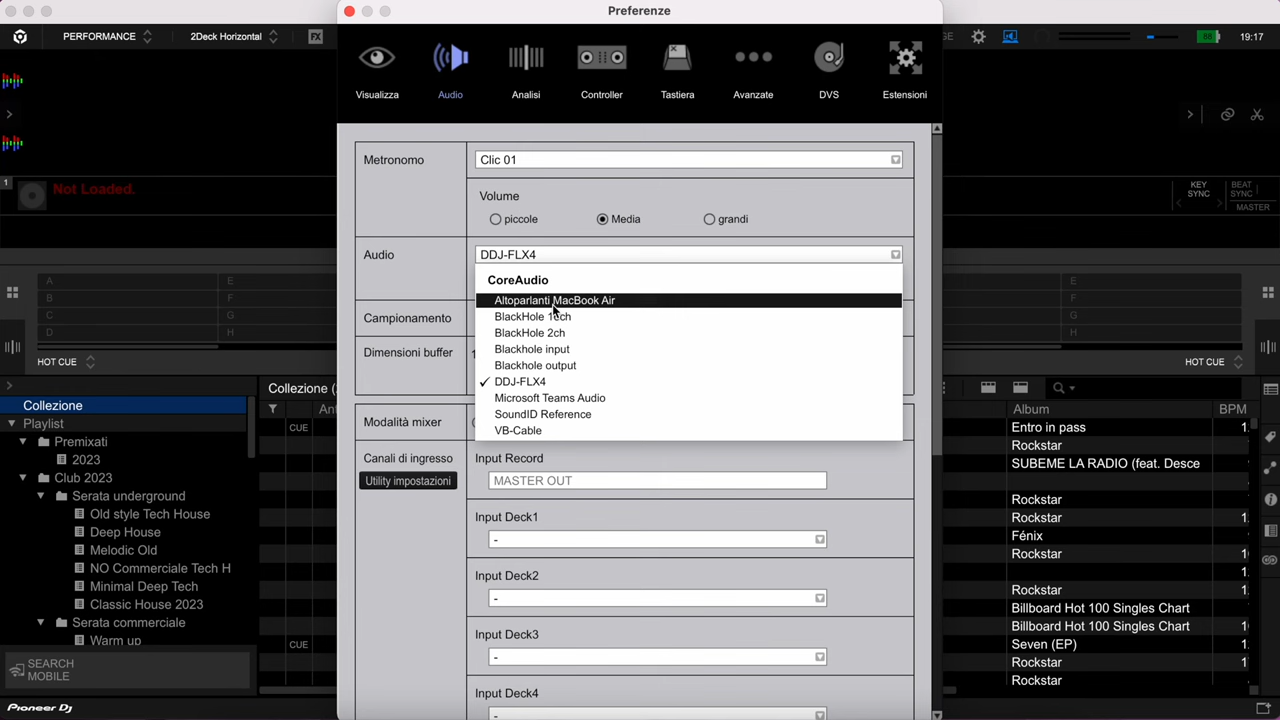 Preferenze
PERFORMANCE
2Deck Horizontal
FX
88
19:17
Visualizza
Audio
Analisi
Controller
Tastiera
Avanzate
DVS
Estensioni
Metronomo
Clic 01
Volume
piccole
Media
grandi
1
Not Loaded.
KEY SYNC
BEAT SYNC
MASTER
Audio
DDJ-FLX4
CoreAudio
Altoparlanti MacBook Air
BlackHole
BlackHole 2ch
Blackhole input
Blackhole output
DDJ-FLX4
Microsoft Teams Audio
SoundID Reference
VB-Cable
Campionamento
Dimensioni buffer
A
E
B
F
C
G
D
H
E
F
G
H
HOT CUE
HOT CUE
Modalità mixer
Canali di ingresso
Utility impostazioni
Input Record
MASTER OUT
Input Deck1
-
Input Deck2
-
Input Deck3
-
Input Deck4
-
Collezione
Playlist
Premixati
2023
Club 2023
Serata underground
Old style Tech House
Deep House
Melodic Old
NO Commerciale Tech H
Minimal Deep Tech
Classic House 2023
Serata commerciale
Warm up
SEARCH
MOBILE
Pioneer Dj
Collezione (
CUE
CUE
Album
BPM
Entro in pass
Rockstar
SUBEME LA RADIO (feat. Desce
Rockstar
Rockstar
Fénix
Rockstar
Rockstar
Billboard Hot 100 Singles Chart
Billboard Hot 100 Singles Chart
Seven (EP)
Rockstar
Rockstar